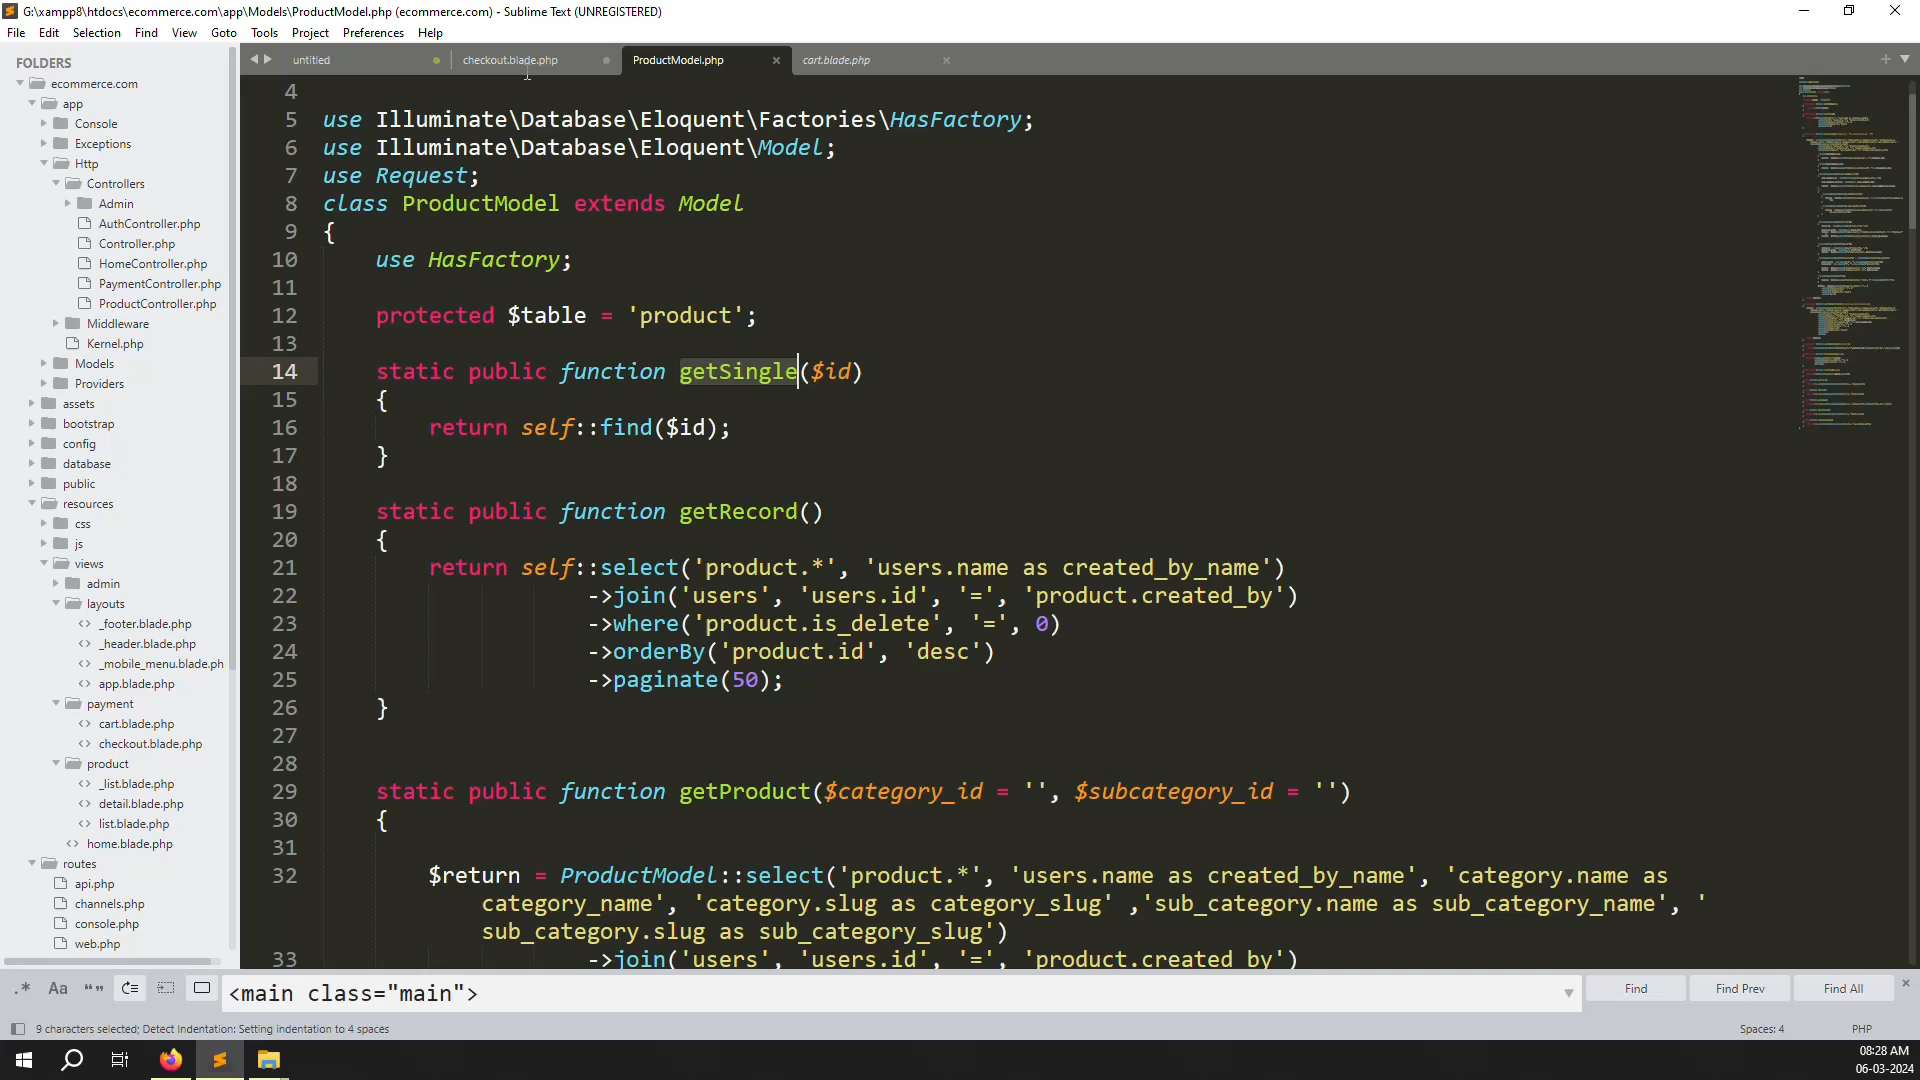 G:\xampp8\htdocs\ecommerce.com\app\Models\ProductModel.php (ecommerce.com) - Sublime Text (UNREGISTERED)
File Edit Selection Find View Goto Tools Project Preferences Help
FOLDERS
ecommerce.com
app
Console
Exceptions
Http
Controllers
Admin
AuthController.php
Controller.php
HomeController.php
PaymentController.php
ProductController.php
Middleware
Kernel.php
Models
Providers
assets
bootstrap
config
database
public
resources
css
js
views
admin
layouts
_footer.blade.php
_header.blade.php
_mobile_menu.blade.ph
app.blade.php
payment
cart.blade.php
checkout.blade.php
product
_list.blade.php
detail.blade.php
list.blade.php
home.blade.php
routes
api.php
channels.php
console.php
web.php
untitled checkout.blade.php ProductModel.php cart.blade.php
4
5 use Illuminate\Database\Eloquent\Factories\HasFactory;
6 use Illuminate\Database\Eloquent\Model;
7 use Request;
8 class ProductModel extends Model
9 {
10 use HasFactory;
11
12 protected $table = 'product';
13
14 static public function getSingle($id)
15 {
16 return self::find($id);
17 }
18
19 static public function getRecord()
20 {
21 return self::select('product.*', 'users.name as created_by_name')
22 ->join('users', 'users.id', '=', 'product.created_by')
23 ->where('product.is_delete', '=', 0)
24 ->orderBy('product.id', 'desc')
25 ->paginate(50);
26 }
27
28
29 static public function getProduct($category_id = '', $subcategory_id = '')
30 {
31
32 $return = ProductModel::select('product.*', 'users.name as created_by_name', 'category.name as
category_name', 'category.slug as category_slug' ,'sub_category.name as sub_category_name', '
sub_category.slug as sub_category_slug')
33 ->join('users', 'users.id', '=', 'product.created_by')
.* Aa “” <main class="main"> Find Find Prev Find All
9 characters selected; Detect Indentation: Setting indentation to 4 spaces Spaces: 4 PHP
08:28 AM
06-03-2024